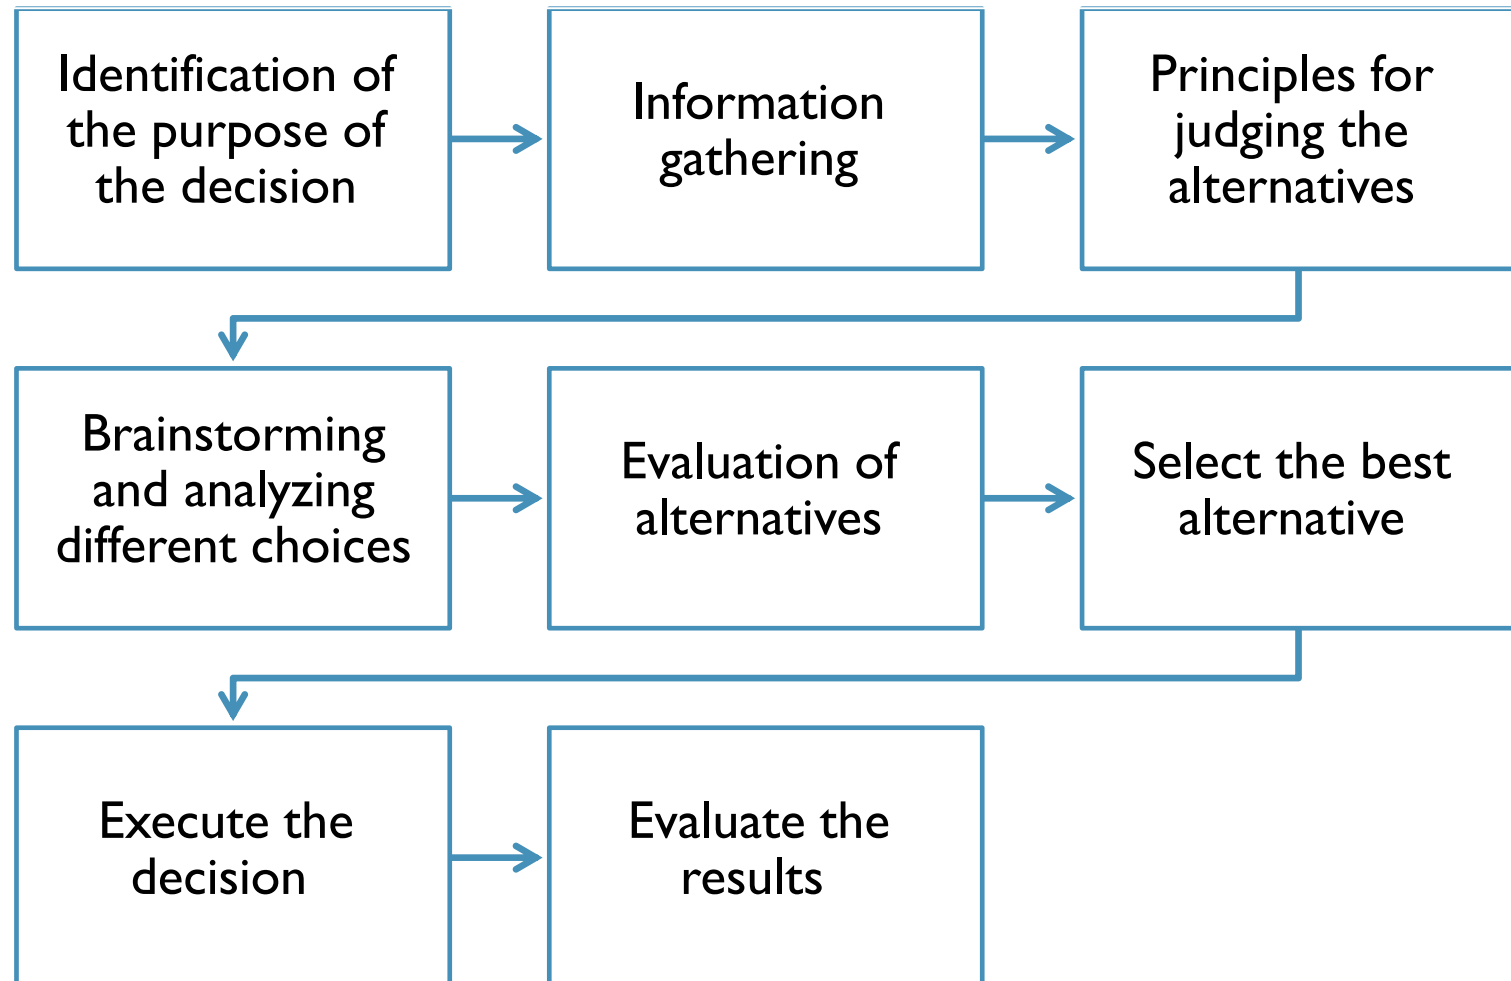 Identification of
the purpose of
the decision
Information
gathering
Principles for
judging the
alternatives
Brainstorming
and analyzing
different choices
Evaluation of
alternatives
Select the best
alternative
Execute the
decision
Evaluate the
results